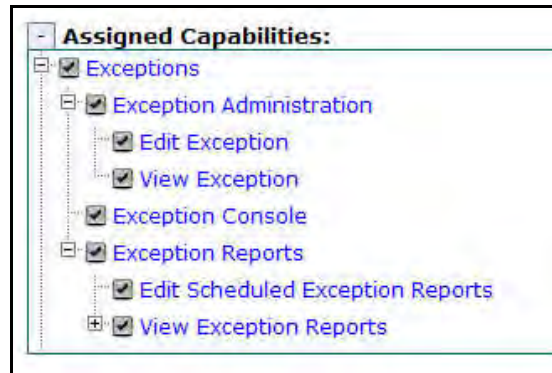 Assigned Capabilities:
Exceptions
Exception Administration
Edit Exception
View Exception
Exception Console
Exception Reports
Edit Scheduled Exception Reports
View Exception Reports